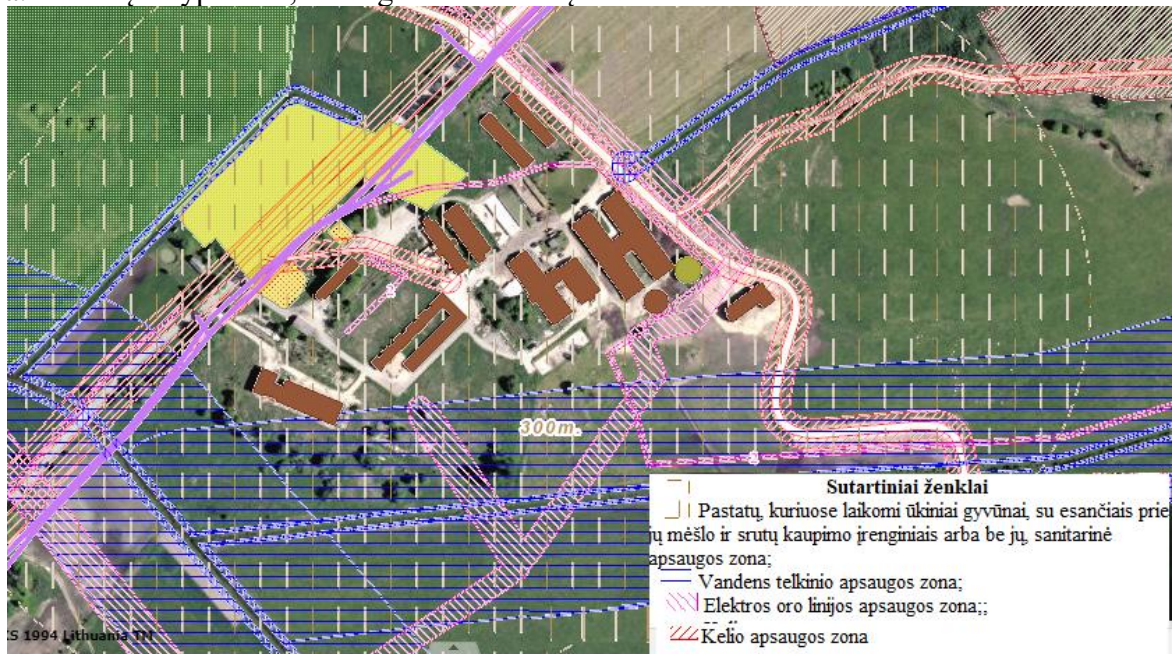 300m.
Sutartiniai ženklai
Pastatų, kuriuose laikomi ūkiniai gyvūnai, su esančiais prie
jų mėšlo ir srutų kaupimo įrenginiais arba be jų, sanitarinė
apsaugos zona;
Vandens telkinio apsaugos zona;
Elektros oro linijos apsaugos zona;;
Kelio apsaugos zona
S 1994 Lithuania TM